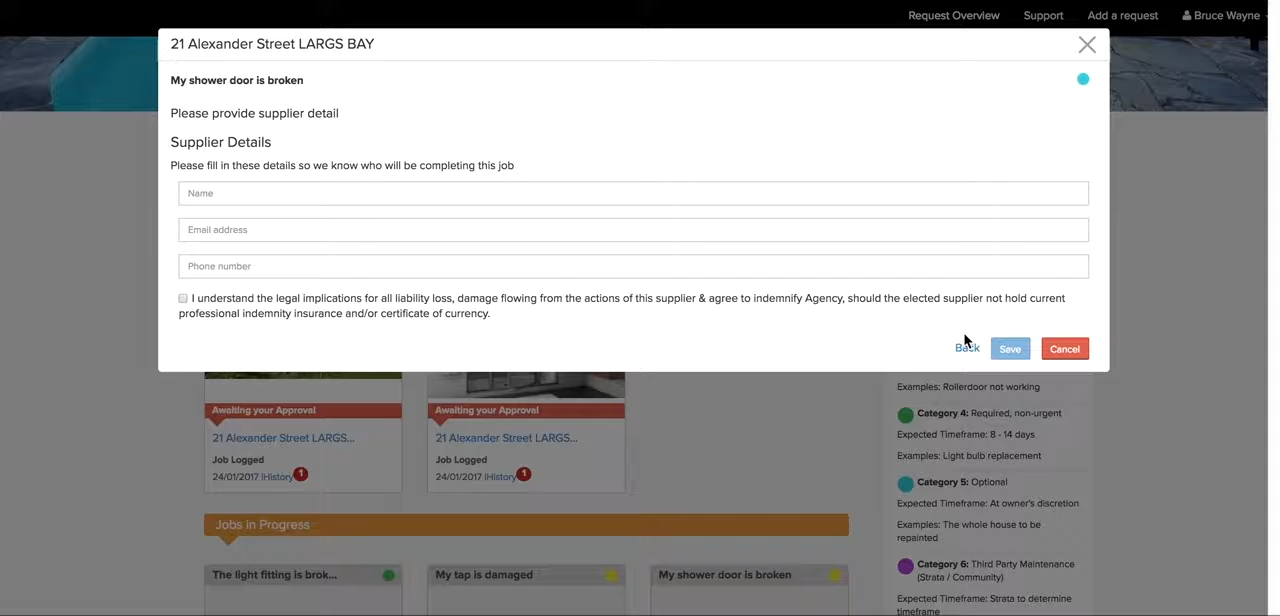 Request Overview Support Add a request Bruce Wayne
21 Alexander Street LARGS BAY
My shower door is broken
Please provide supplier detail
Supplier Details
Please fill in these details so we know who will be completing this job
Name
Email address
Phone number
I understand the legal implications for all liability loss, damage flowing from the actions of this supplier & agree to indemnify Agency, should the elected supplier not hold current
professional indemnity insurance and/or certificate of currency.
Back Save Cancel
Awaiting your Approval
21 Alexander Street LARGS...
Job Logged
24/01/2017 |History 1
Awaiting your Approval
21 Alexander Street LARGS...
Job Logged
24/01/2017 |History 1
Jobs in Progress
The light fitting is brok...
My tap is damaged
My shower door is broken
Examples: Rollerdoor not working
Category 4: Required, non-urgent
Expected Timeframe: 8 - 14 days
Examples: Light bulb replacement
Category 5: Optional
Expected Timeframe: At owner's discretion
Examples: The whole house to be
repainted
Category 6: Third Party Maintenance
(Strata / Community)
Expected Timeframe: Strata to determine
timeframe